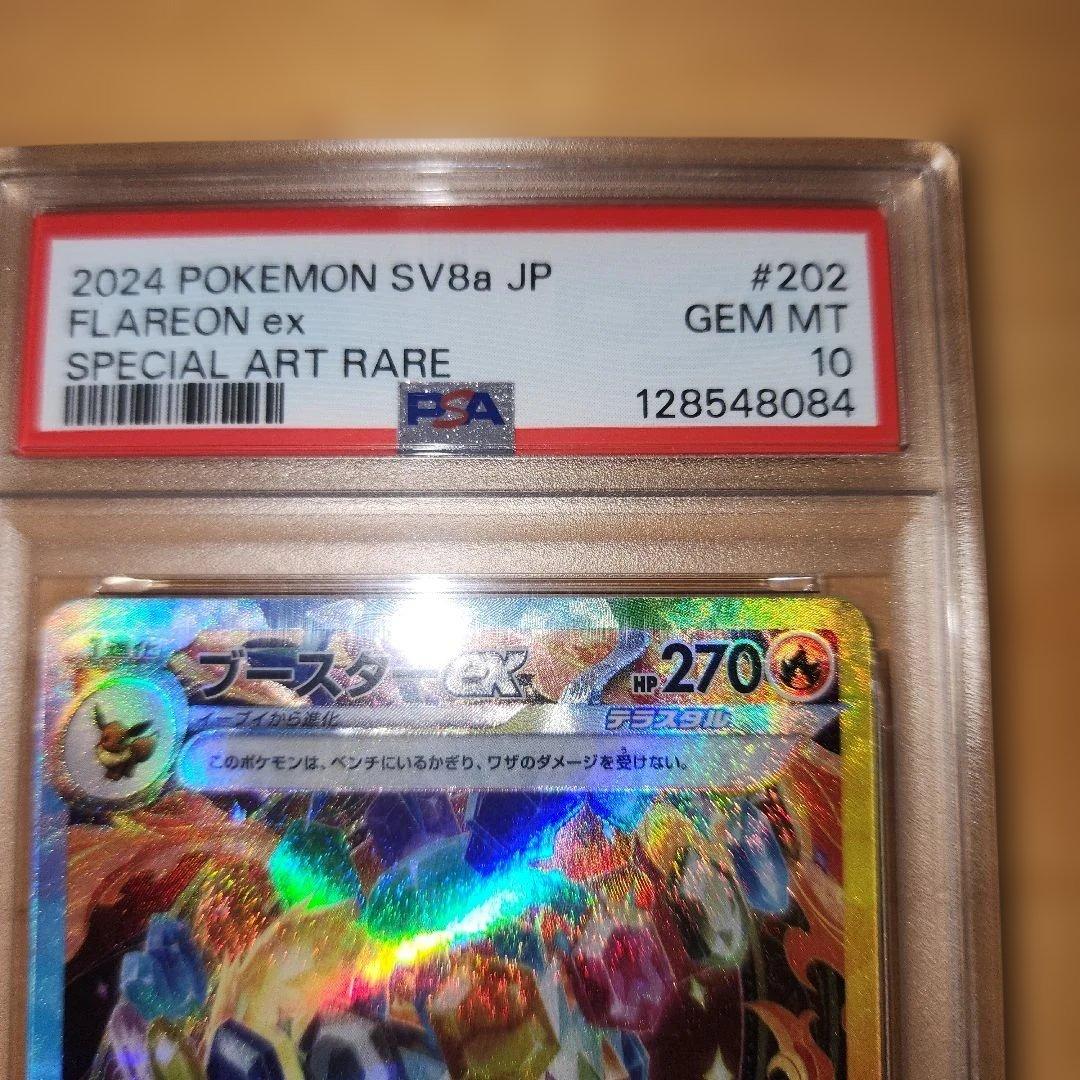 2024 POKEMON SV8a JP #202
FLAREON ex GEM MT
SPECIAL ART RARE 10
PSA 128548084
1進化
ブースターex HP 270
イーブイから進化 テラスタル
このポケモンは、ベンチにいるかぎり、ワザのダメージを受けない。